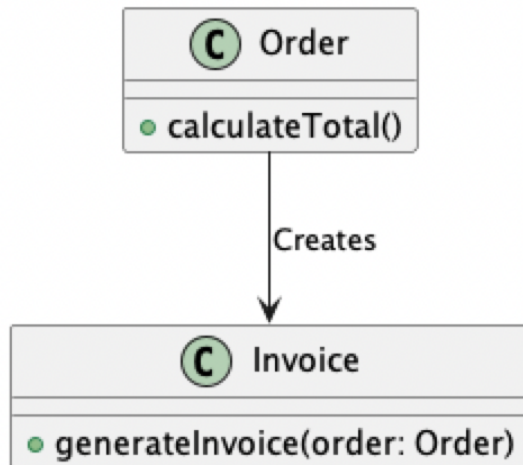 C Order
calculateTotal()
Creates
C Invoice
generateInvoice(order: Order)